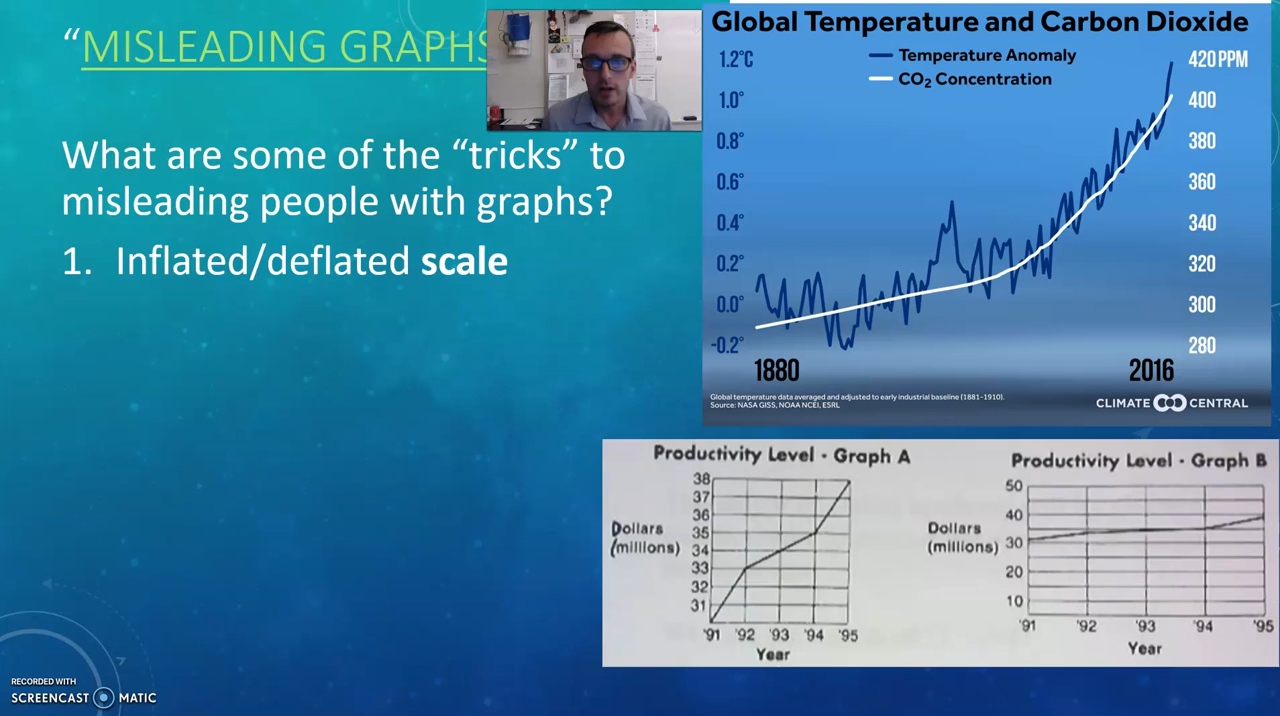 “MISLEADING GRAPHS
What are some of the “tricks” to
misleading people with graphs?
1. Inflated/deflated scale
Global Temperature and Carbon Dioxide
Temperature Anomaly
CO₂ Concentration
1.2°C
1.0°
0.8°
0.6°
0.4°
0.2°
0.0°
-0.2°
420 PPM
400
380
360
340
320
300
280
1880
2016
Global temperature data averaged and adjusted to early industrial baseline (1881-1910).
Source: NASA GISS, NOAA NCEI, ESRL
CLIMATE CENTRAL
Productivity Level - Graph A
Dollars
(millions)
38
37
36
35
34
33
32
31
'91 '92 '93 '94 '95
Year
Productivity Level - Graph B
Dollars
(millions)
50
40
30
20
10
'91 '92 '93 '94 '95
Year
RECORDED WITH
SCREENCAST MATIC